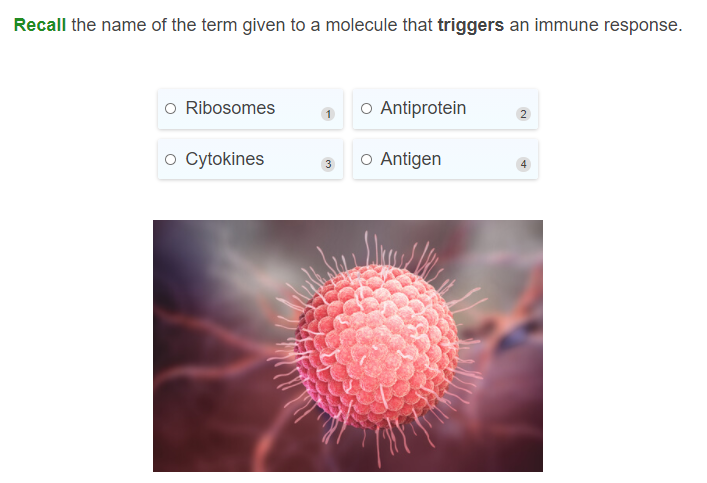 Recall the name of the term given to a molecule that triggers an immune response.
Ribosomes 1
Antiprotein 2
Cytokines 3
Antigen 4